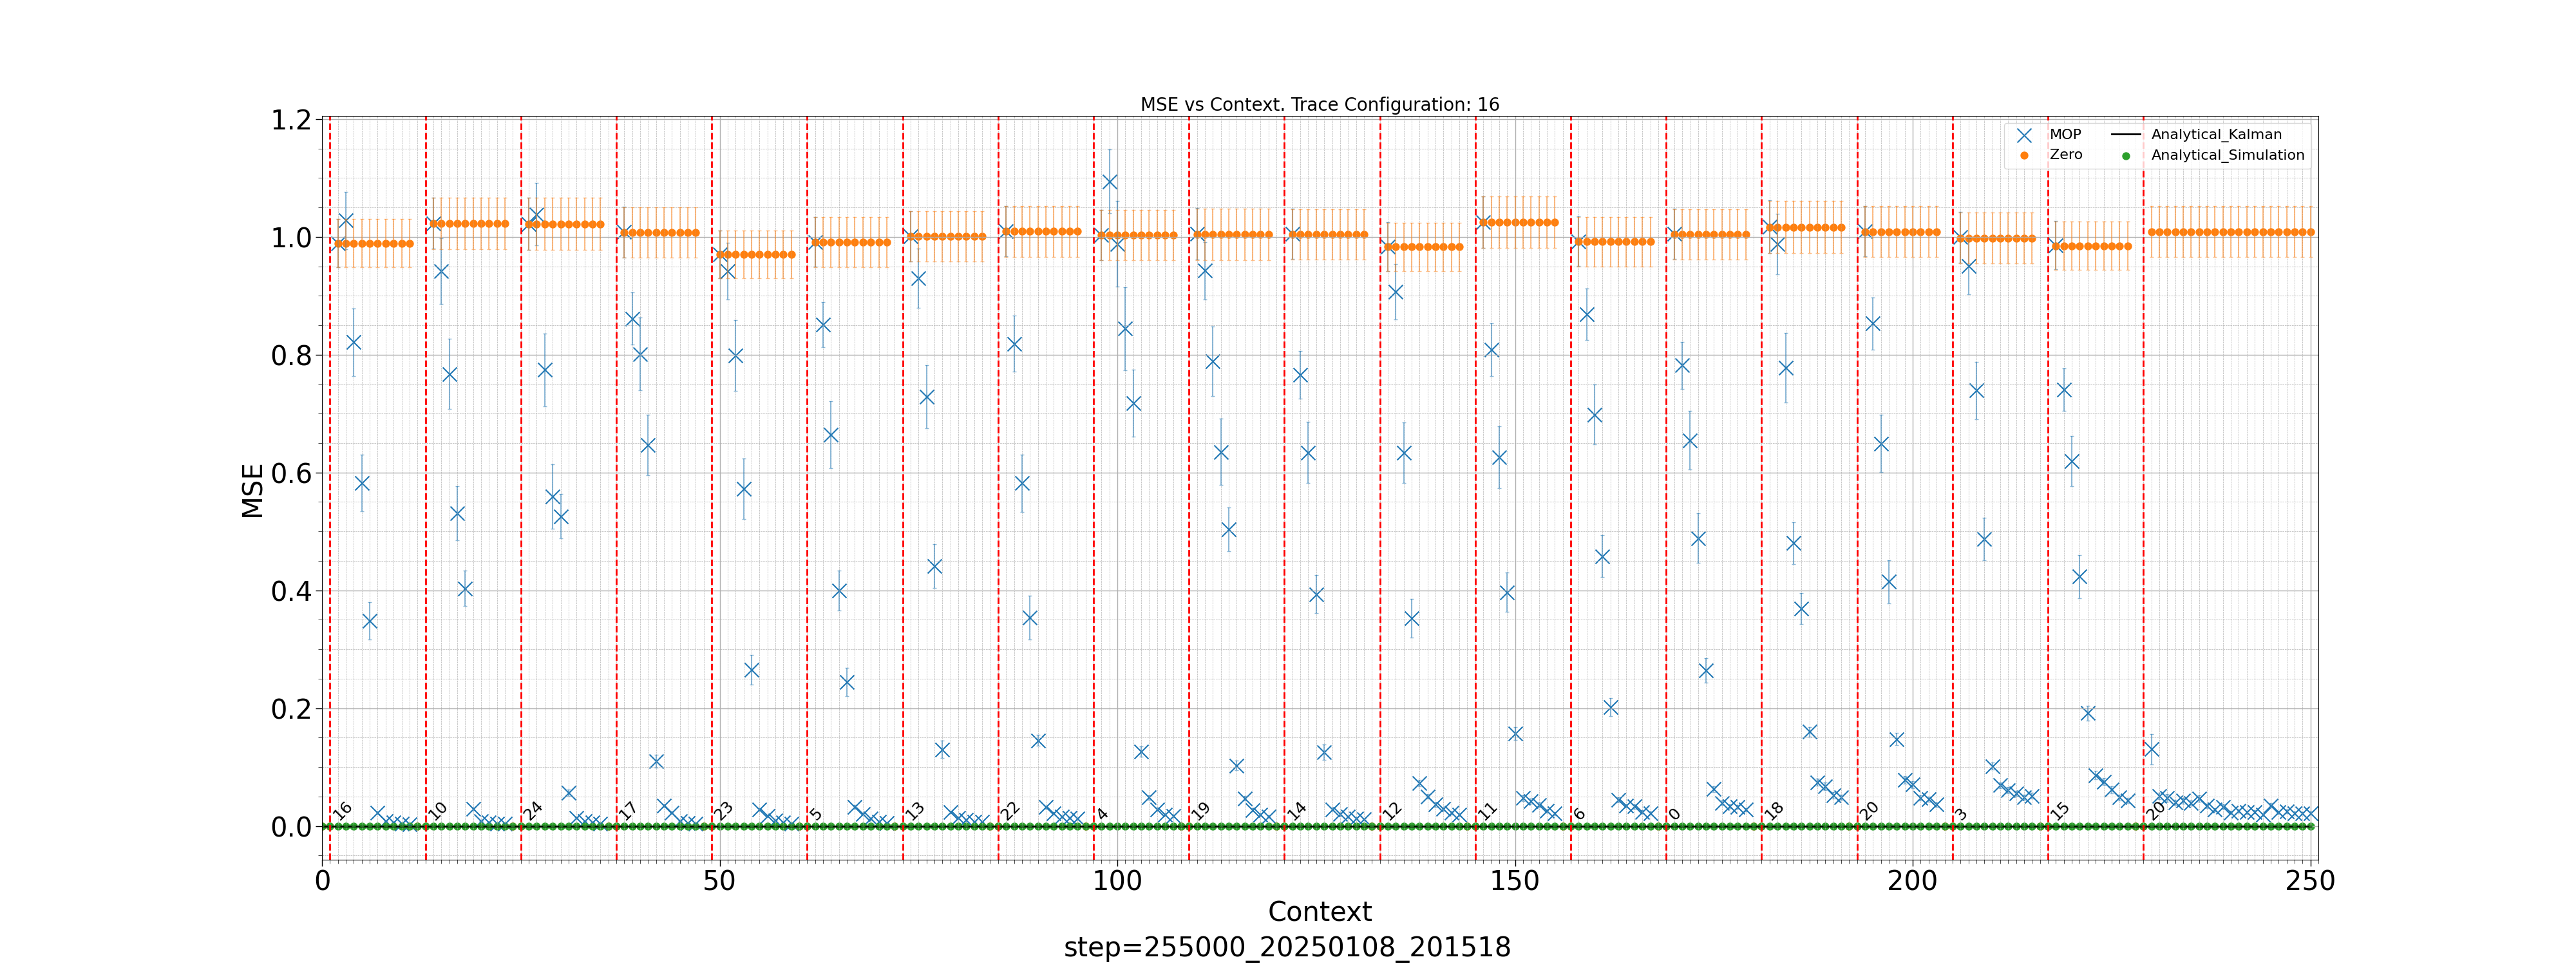 MSE vs Context. Trace Configuration: 16
MOP
Zero
Analytical_Kalman
Analytical_Simulation
MSE
1.2
1.0
0.8
0.6
0.4
0.2
0.0
16 10 24 17 23 5 13 22 4 19 14 12 11 6 0 18 20 3 15 20
0 50 100 150 200 250
Context
step=255000_20250108_201518